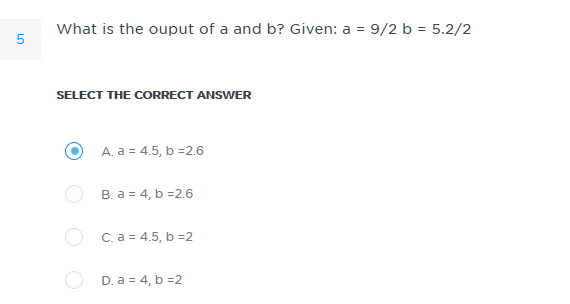 What is the ouput of a and b? Given: a = 9/2 b = 5.2/2
5
SELECT THE CORRECT ANSWER
A. a = 4.5, b =2.6
B. a = 4, b =2.6
C. a = 4.5, b =2
D. a = 4, b =2